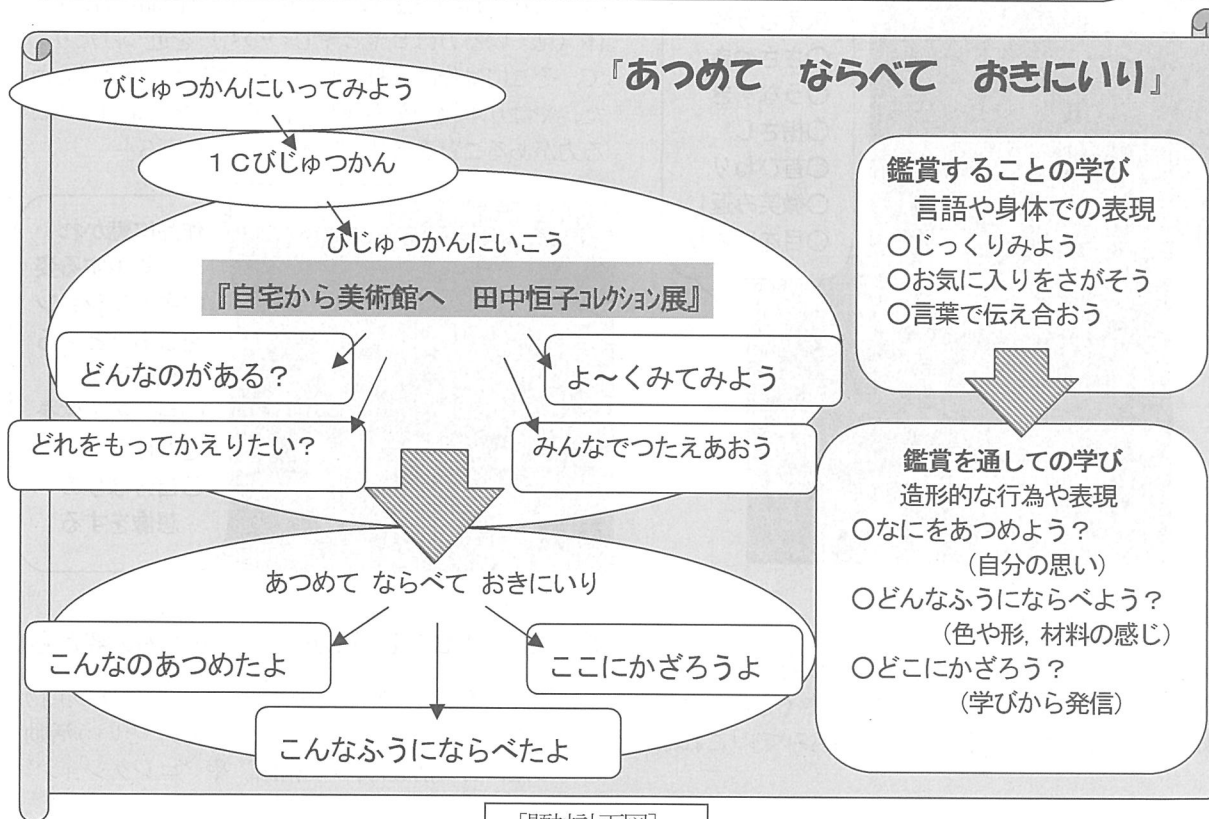 『あつめて　ならべて　おきにいり』
びじゅつかんにいってみよう
１Ｃびじゅつかん
びじゅつかんにいこう
『自宅から美術館へ　田中恒子コレクション展』
どんなのがある？
よ～くみてみよう
どれをもってかえりたい？
みんなでつたえあおう
あつめて ならべて おきにいり
こんなのあつめたよ
ここにかざろうよ
こんなふうにならべたよ
鑑賞することの学び
言語や身体での表現
○じっくりみよう
○お気に入りをさがそう
○言葉で伝え合おう
鑑賞を通しての学び
造形的な行為や表現
○なにをあつめよう？
（自分の思い）
○どんなふうにならべよう？
（色や形，材料の感じ）
○どこにかざろう？
（学びから発信）